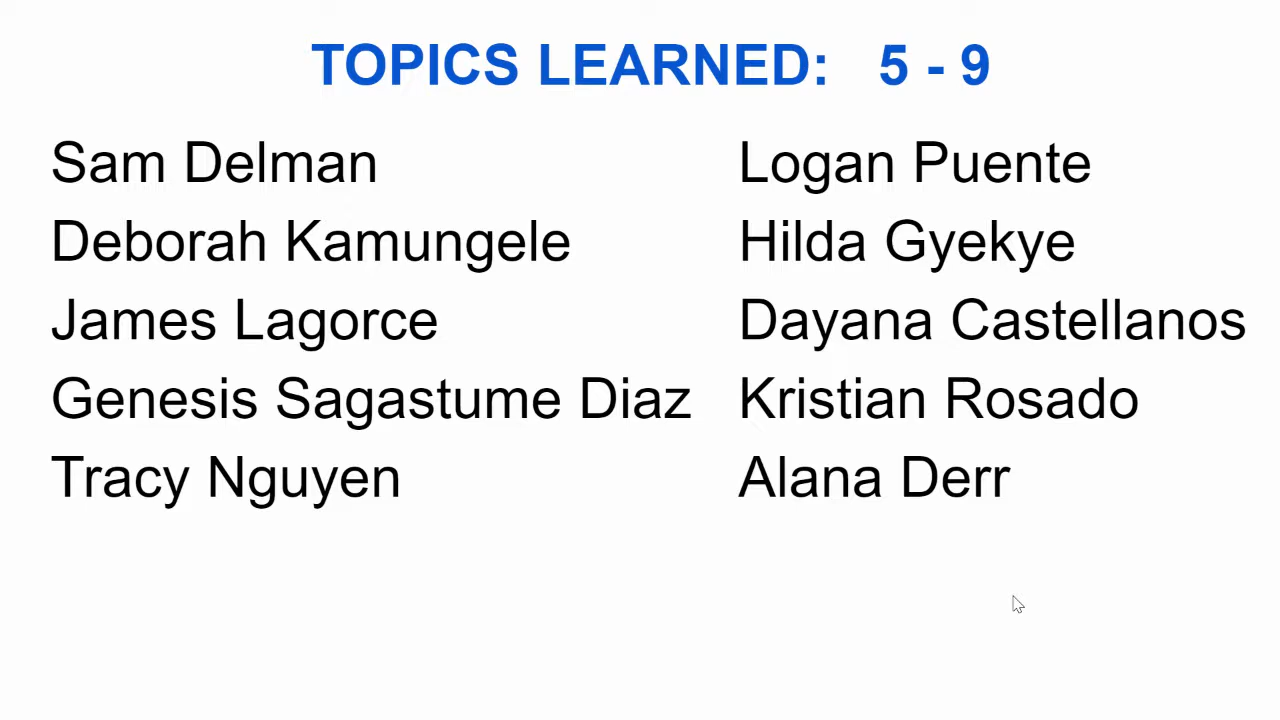 TOPICS LEARNED: 5 - 9
Sam Delman
Deborah Kamungele
James Lagorce
Genesis Sagastume Diaz
Tracy Nguyen
Logan Puente
Hilda Gyekye
Dayana Castellanos
Kristian Rosado
Alana Derr